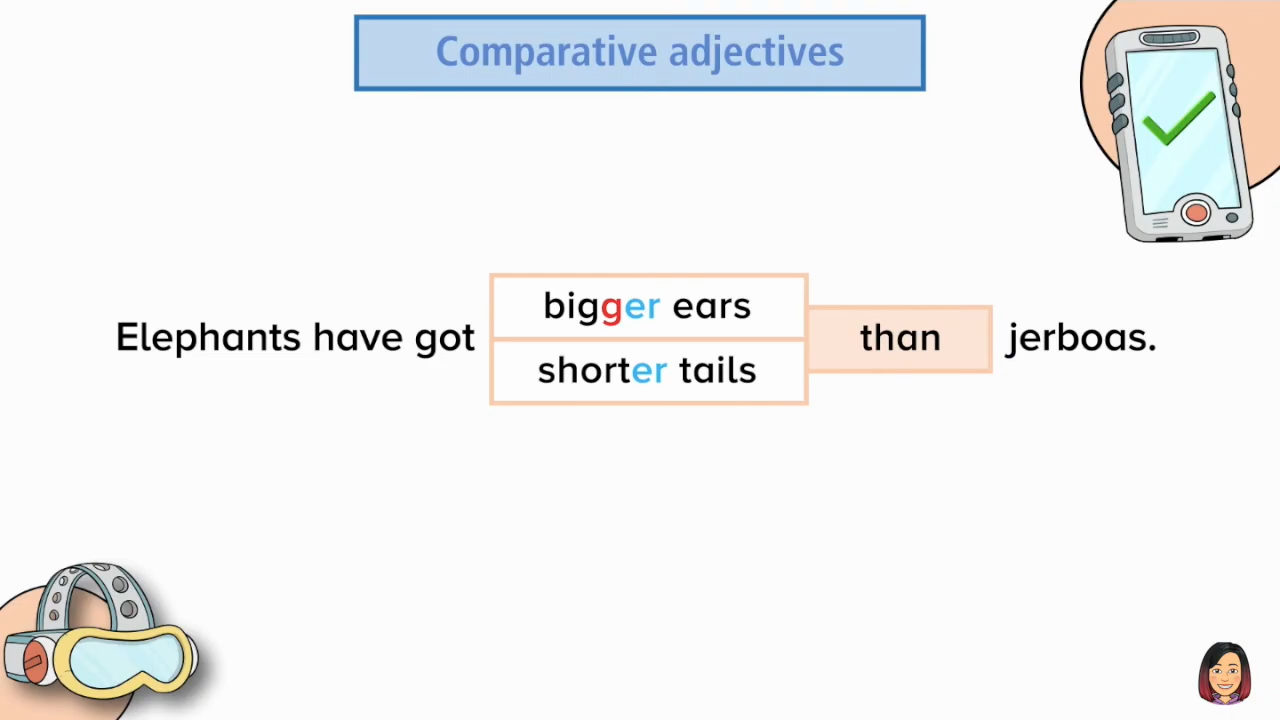 Comparative adjectives
bigger ears
Elephants have got than jerboas.
shorter tails